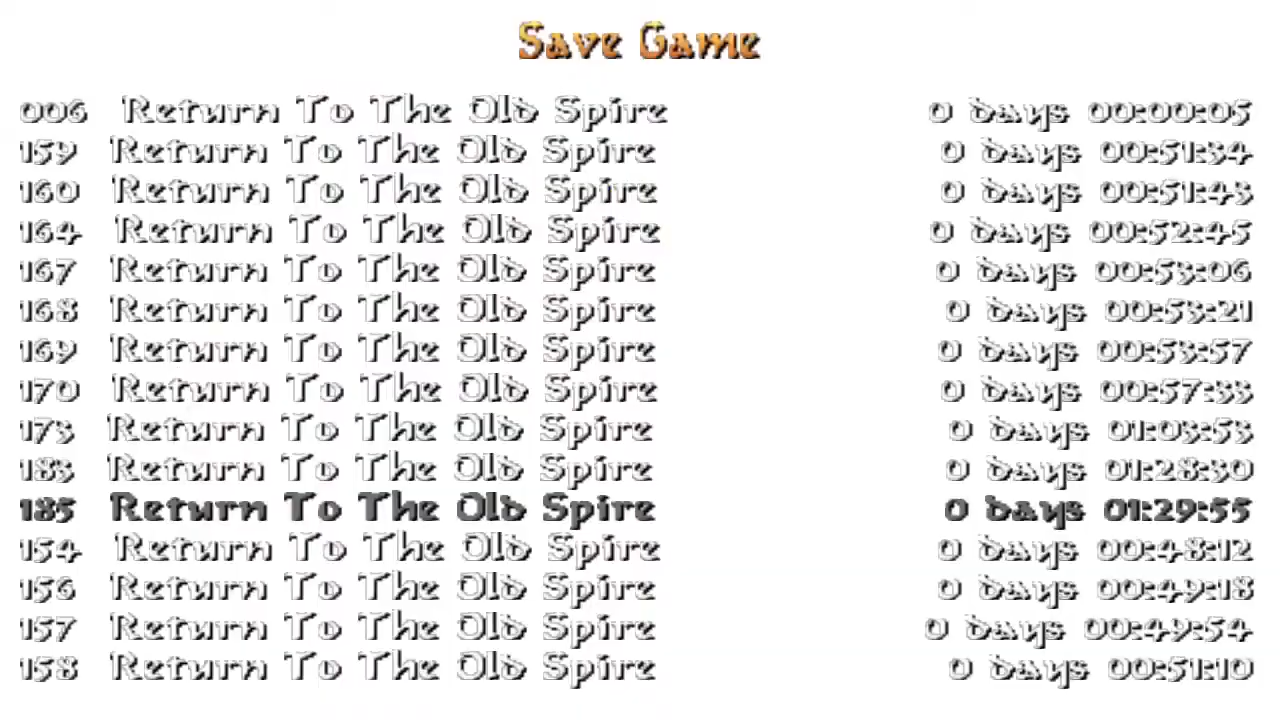 Save Game
006 Return To The Old Spire 0 days 00:00:05
159 Return To The Old Spire 0 days 00:51:34
160 Return To The Old Spire 0 days 00:51:43
164 Return To The Old Spire 0 days 00:52:45
167 Return To The Old Spire 0 days 00:53:06
168 Return To The Old Spire 0 days 00:53:21
169 Return To The Old Spire 0 days 00:53:57
170 Return To The Old Spire 0 days 00:57:33
173 Return To The Old Spire 0 days 01:03:53
183 Return To The Old Spire 0 days 01:28:30
185 Return To The Old Spire 0 days 01:29:55
154 Return To The Old Spire 0 days 00:48:12
156 Return To The Old Spire 0 days 00:49:18
157 Return To The Old Spire 0 days 00:49:54
158 Return To The Old Spire 0 days 00:51:10